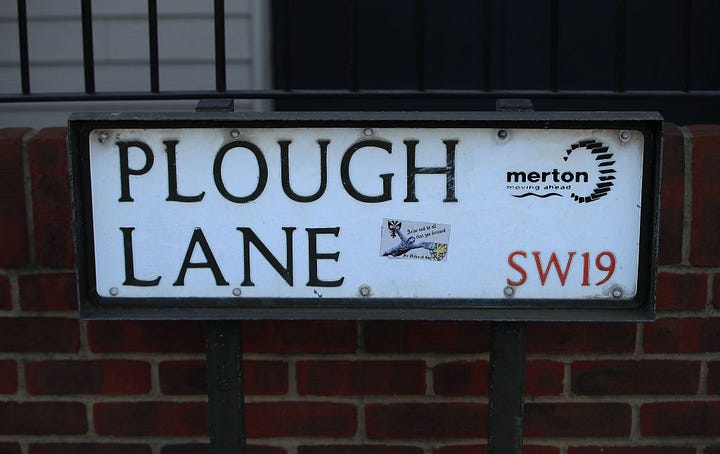 PLOUGH
LANE
merton
moving ahead
SW19